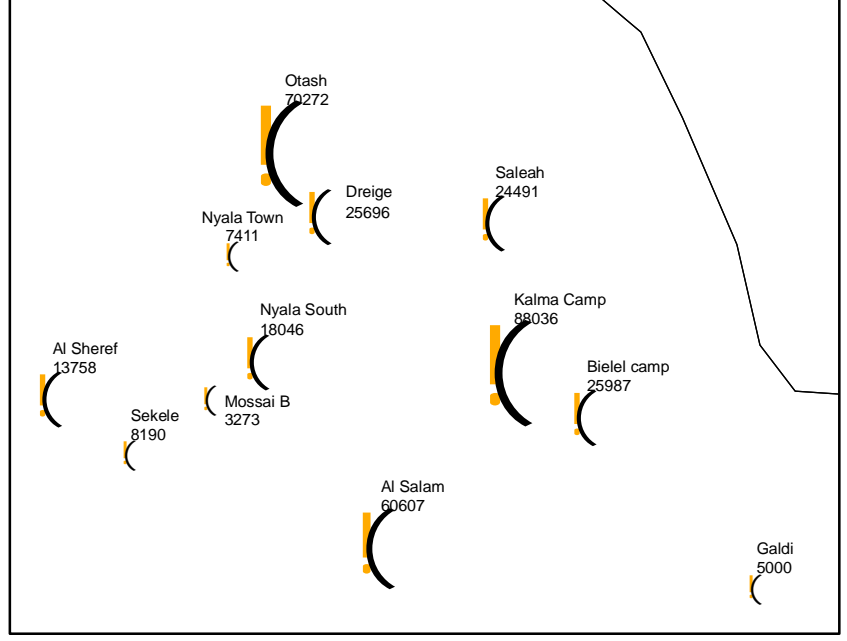 Otash
70272
Saleah
24491
Dreige
25696
Nyala Town
7411
Kalma Camp
88036
Nyala South
18046
Al Sheref
13758
Bielel camp
25987
Mossai B
3273
Sekele
8190
Al Salam
60607
Galdi
5000